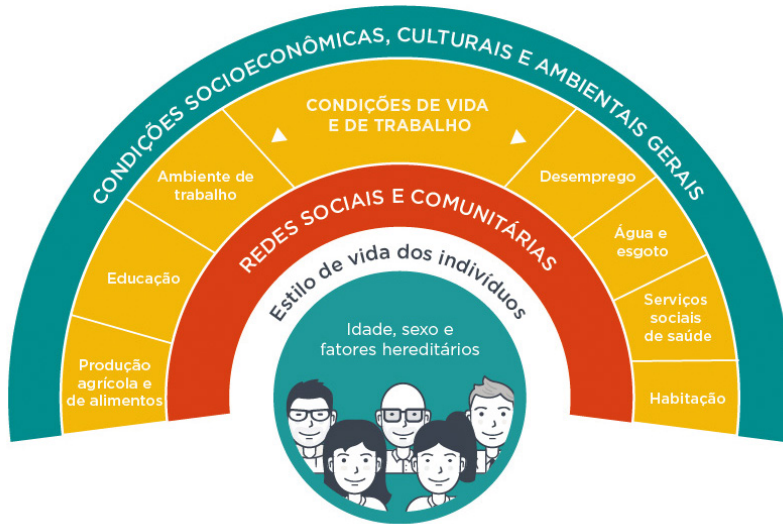 CONDIÇÕES SOCIOECONÔMICAS, CULTURAIS E AMBIENTAIS GERAIS
CONDIÇÕES DE VIDA
E DE TRABALHO
Ambiente de
trabalho
Educação
Produção
agrícola e
de alimentos
Desemprego
Água e
esgoto
Serviços
sociais
de saúde
Habitação
REDES SOCIAIS E COMUNITÁRIAS
Estilo de vida dos indivíduos
Idade, sexo e
fatores hereditários